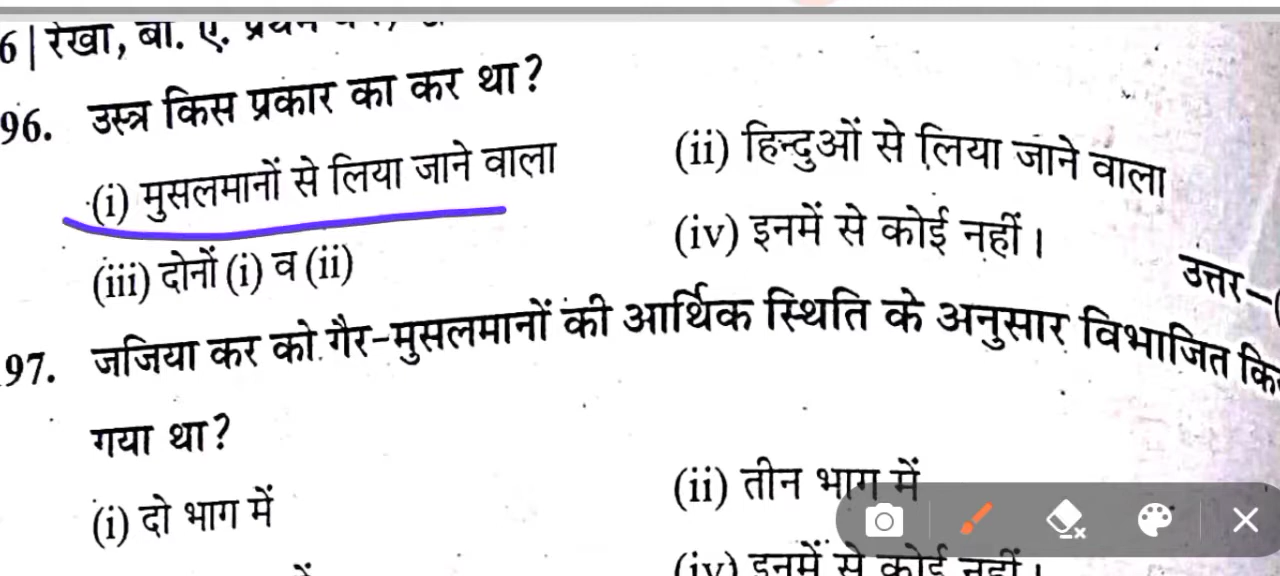 6 | रेखा, बी. ए. प्रथम
96. उस्त्र किस प्रकार का कर था?
(i) मुसलमानों से लिया जाने वाला (ii) हिन्दुओं से लिया जाने वाला
(iii) दोनों (i) व (ii) (iv) इनमें से कोई नहीं।
उत्तर–(
97. जजिया कर को गैर-मुसलमानों की आर्थिक स्थिति के अनुसार विभाजित
गया था?
(i) दो भाग में (ii) तीन भाग में
(iv) इनमें से कोई नहीं।